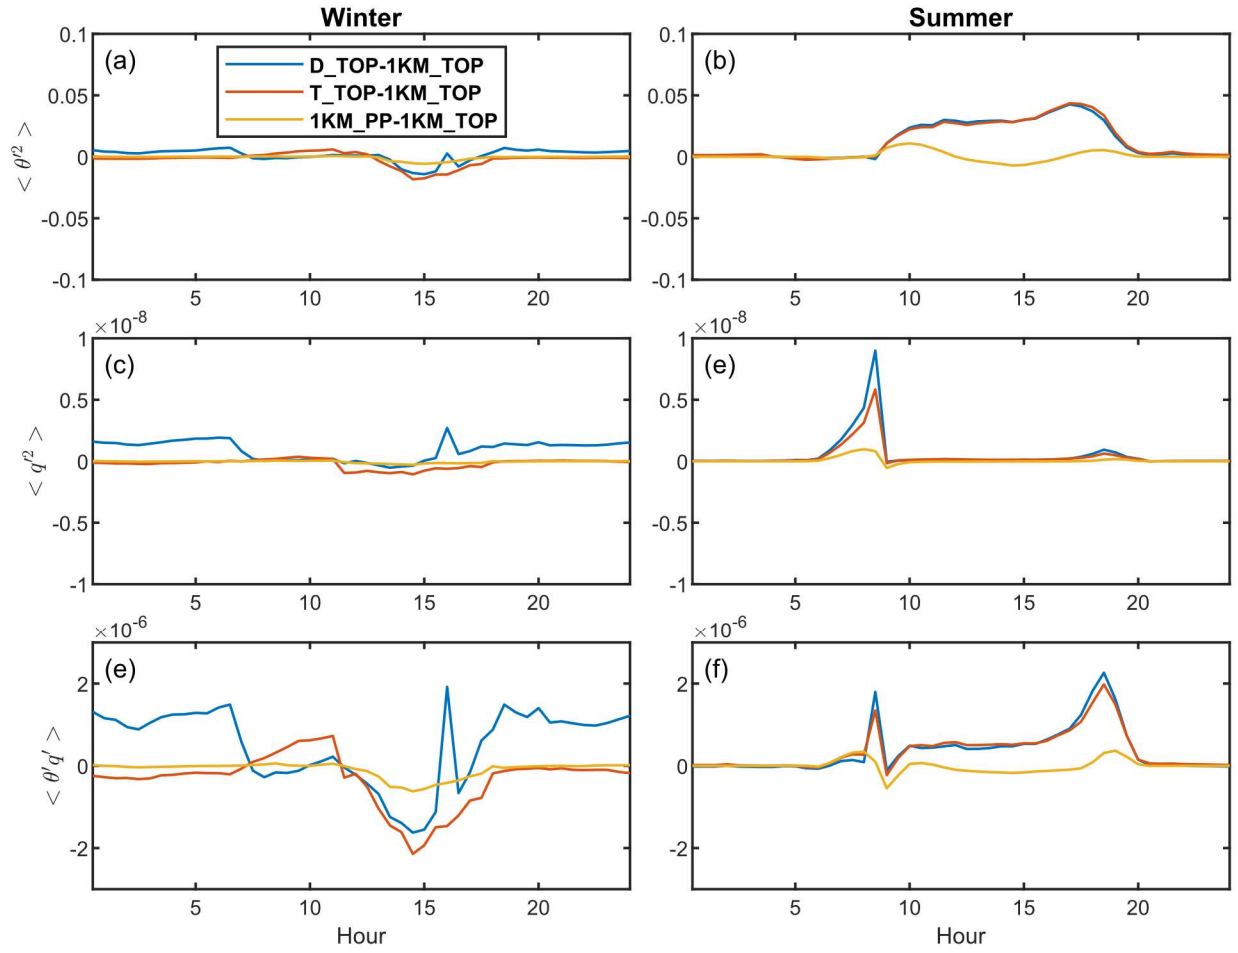 Winter
Summer
(a)
D_TOP-1KM_TOP
T_TOP-1KM_TOP
1KM_PP-1KM_TOP
0.1
0.05
0
-0.05
-0.1
< θ′² >
5 10 15 20
(b)
0.1
0.05
0
-0.05
-0.1
5 10 15 20
×10⁻⁸
(c)
1
0.5
0
-0.5
-1
< q′² >
5 10 15 20
×10⁻⁸
(e)
1
0.5
0
-0.5
-1
5 10 15 20
×10⁻⁶
(e)
2
0
-2
< θ′q′ >
5 10 15 20
Hour
×10⁻⁶
(f)
2
0
-2
5 10 15 20
Hour